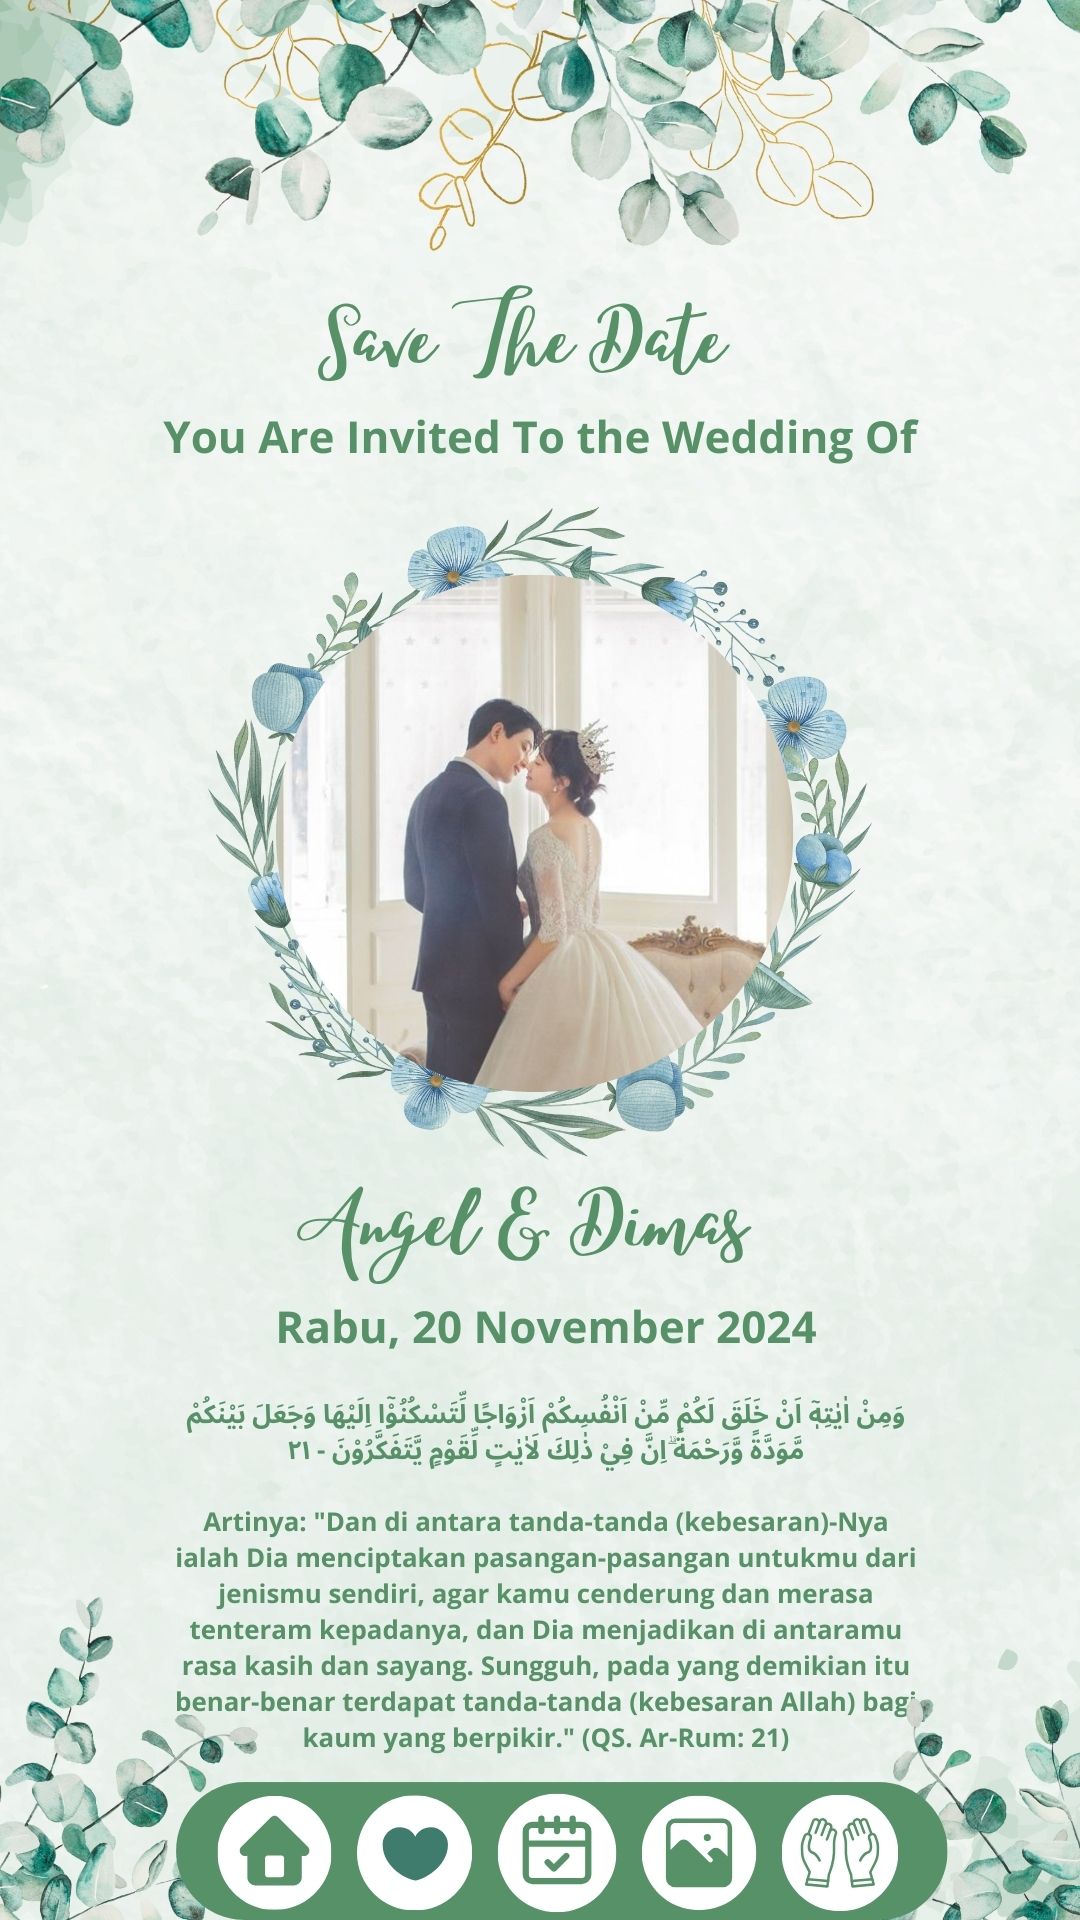 Save The Date
You Are Invited To the Wedding Of
Angel & Dimas
Rabu, 20 November 2024
وَمِنْ اٰيٰتِهٖٓ اَنْ خَلَقَ لَكُمْ مِّنْ اَنْفُسِكُمْ اَزْوَاجًا لِّتَسْكُنُوْٓا اِلَيْهَا وَجَعَلَ بَيْنَكُمْ
مَّوَدَّةً وَّرَحْمَةً ۗاِنَّ فِيْ ذٰلِكَ لَاٰيٰتٍ لِّقَوْمٍ يَّتَفَكَّرُوْنَ - ٢١
Artinya: "Dan di antara tanda-tanda (kebesaran)-Nya
ialah Dia menciptakan pasangan-pasangan untukmu dari
jenismu sendiri, agar kamu cenderung dan merasa
tenteram kepadanya, dan Dia menjadikan di antaramu
rasa kasih dan sayang. Sungguh, pada yang demikian itu
benar-benar terdapat tanda-tanda (kebesaran Allah) bagi
kaum yang berpikir." (QS. Ar-Rum: 21)